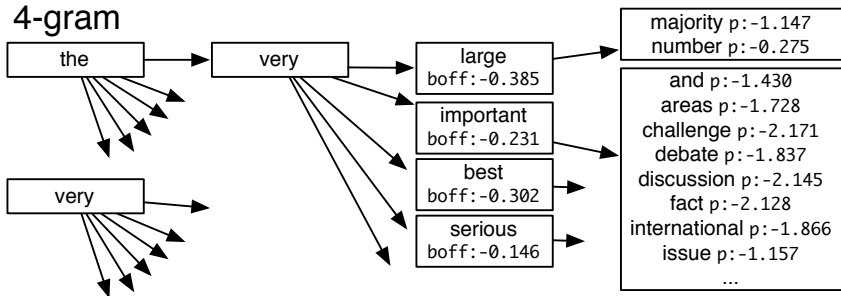 4-gram
the
very
large
boff:-0.385
important
boff:-0.231
best
boff:-0.302
serious
boff:-0.146
majority p:-1.147
number p:-0.275
and p:-1.430
areas p:-1.728
challenge p:-2.171
debate p:-1.837
discussion p:-2.145
fact p:-2.128
international p:-1.866
issue p:-1.157
...
very